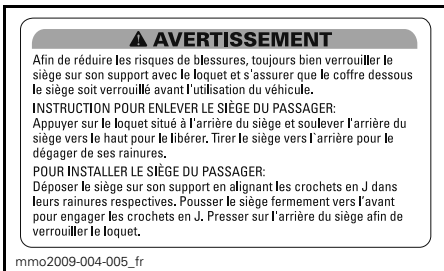 AVERTISSEMENT
Afin de réduire les risques de blessures, toujours bien verrouiller le
siège sur son support avec le loquet et s'assurer que le coffre dessous
le siège soit verrouillé avant l'utilisation du véhicule.
INSTRUCTION POUR ENLEVER LE SIÈGE DU PASSAGER:
Appuyer sur le loquet situé à l'arrière du siège et soulever l'arrière du
siège vers le haut pour le libérer. Tirer le siège vers l`arrière pour le
dégager de ses rainures.
POUR INSTALLER LE SIÈGE DU PASSAGER:
Déposer le siège sur son support en alignant les crochets en J dans
leurs rainures respectives. Pousser le siège fermement vers l'avant
pour engager les crochets en J. Presser sur l'arrière du siège afin de
verrouiller le loquet.
mmo2009-004-005_fr